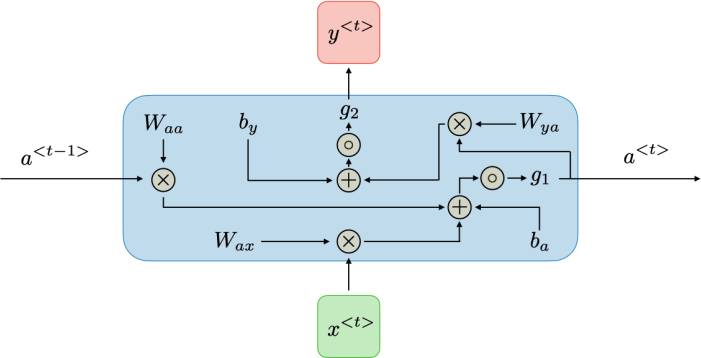 y<t>
g2
Waa
by
Wya
a<t−1>
a<t>
×
×
+
g1
+
Wax
×
ba
x<t>